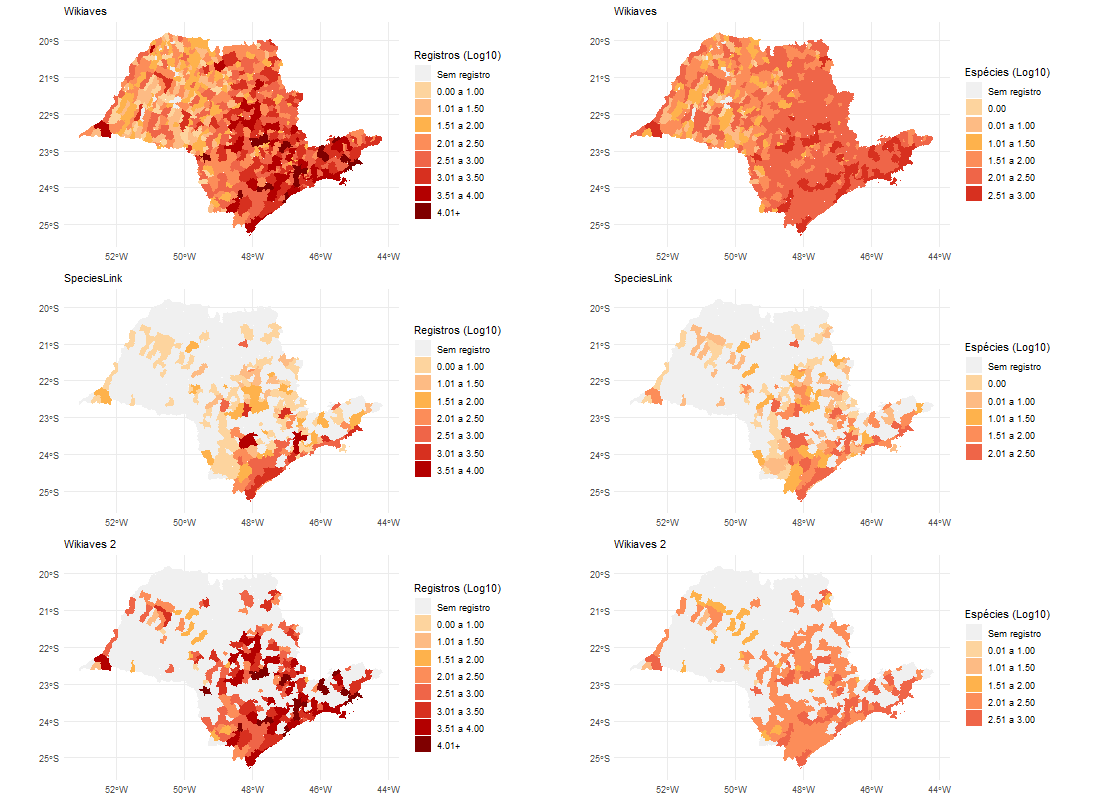 Wikiaves
20°S
21°S
22°S
23°S
24°S
25°S
52°W
50°W
48°W
46°W
44°W
Registros (Log10)
Sem registro
0.00 a 1.00
1.01 a 1.50
1.51 a 2.00
2.01 a 2.50
2.51 a 3.00
3.01 a 3.50
3.51 a 4.00
4.01+
Wikiaves
20°S
21°S
22°S
23°S
24°S
25°S
52°W
50°W
48°W
46°W
44°W
Espécies (Log10)
Sem registro
0.00
0.01 a 1.00
1.01 a 1.50
1.51 a 2.00
2.01 a 2.50
2.51 a 3.00
SpeciesLink
20°S
21°S
22°S
23°S
24°S
25°S
52°W
50°W
48°W
46°W
44°W
Registros (Log10)
Sem registro
0.00 a 1.00
1.01 a 1.50
1.51 a 2.00
2.01 a 2.50
2.51 a 3.00
3.01 a 3.50
3.51 a 4.00
SpeciesLink
20°S
21°S
22°S
23°S
24°S
25°S
52°W
50°W
48°W
46°W
44°W
Espécies (Log10)
Sem registro
0.00
0.01 a 1.00
1.01 a 1.50
1.51 a 2.00
2.01 a 2.50
Wikiaves 2
20°S
21°S
22°S
23°S
24°S
25°S
52°W
50°W
48°W
46°W
44°W
Registros (Log10)
Sem registro
0.00 a 1.00
1.01 a 1.50
1.51 a 2.00
2.01 a 2.50
2.51 a 3.00
3.01 a 3.50
3.51 a 4.00
4.01+
Wikiaves 2
20°S
21°S
22°S
23°S
24°S
25°S
52°W
50°W
48°W
46°W
44°W
Espécies (Log10)
Sem registro
0.01 a 1.00
1.01 a 1.50
1.51 a 2.00
2.01 a 2.50
2.51 a 3.00